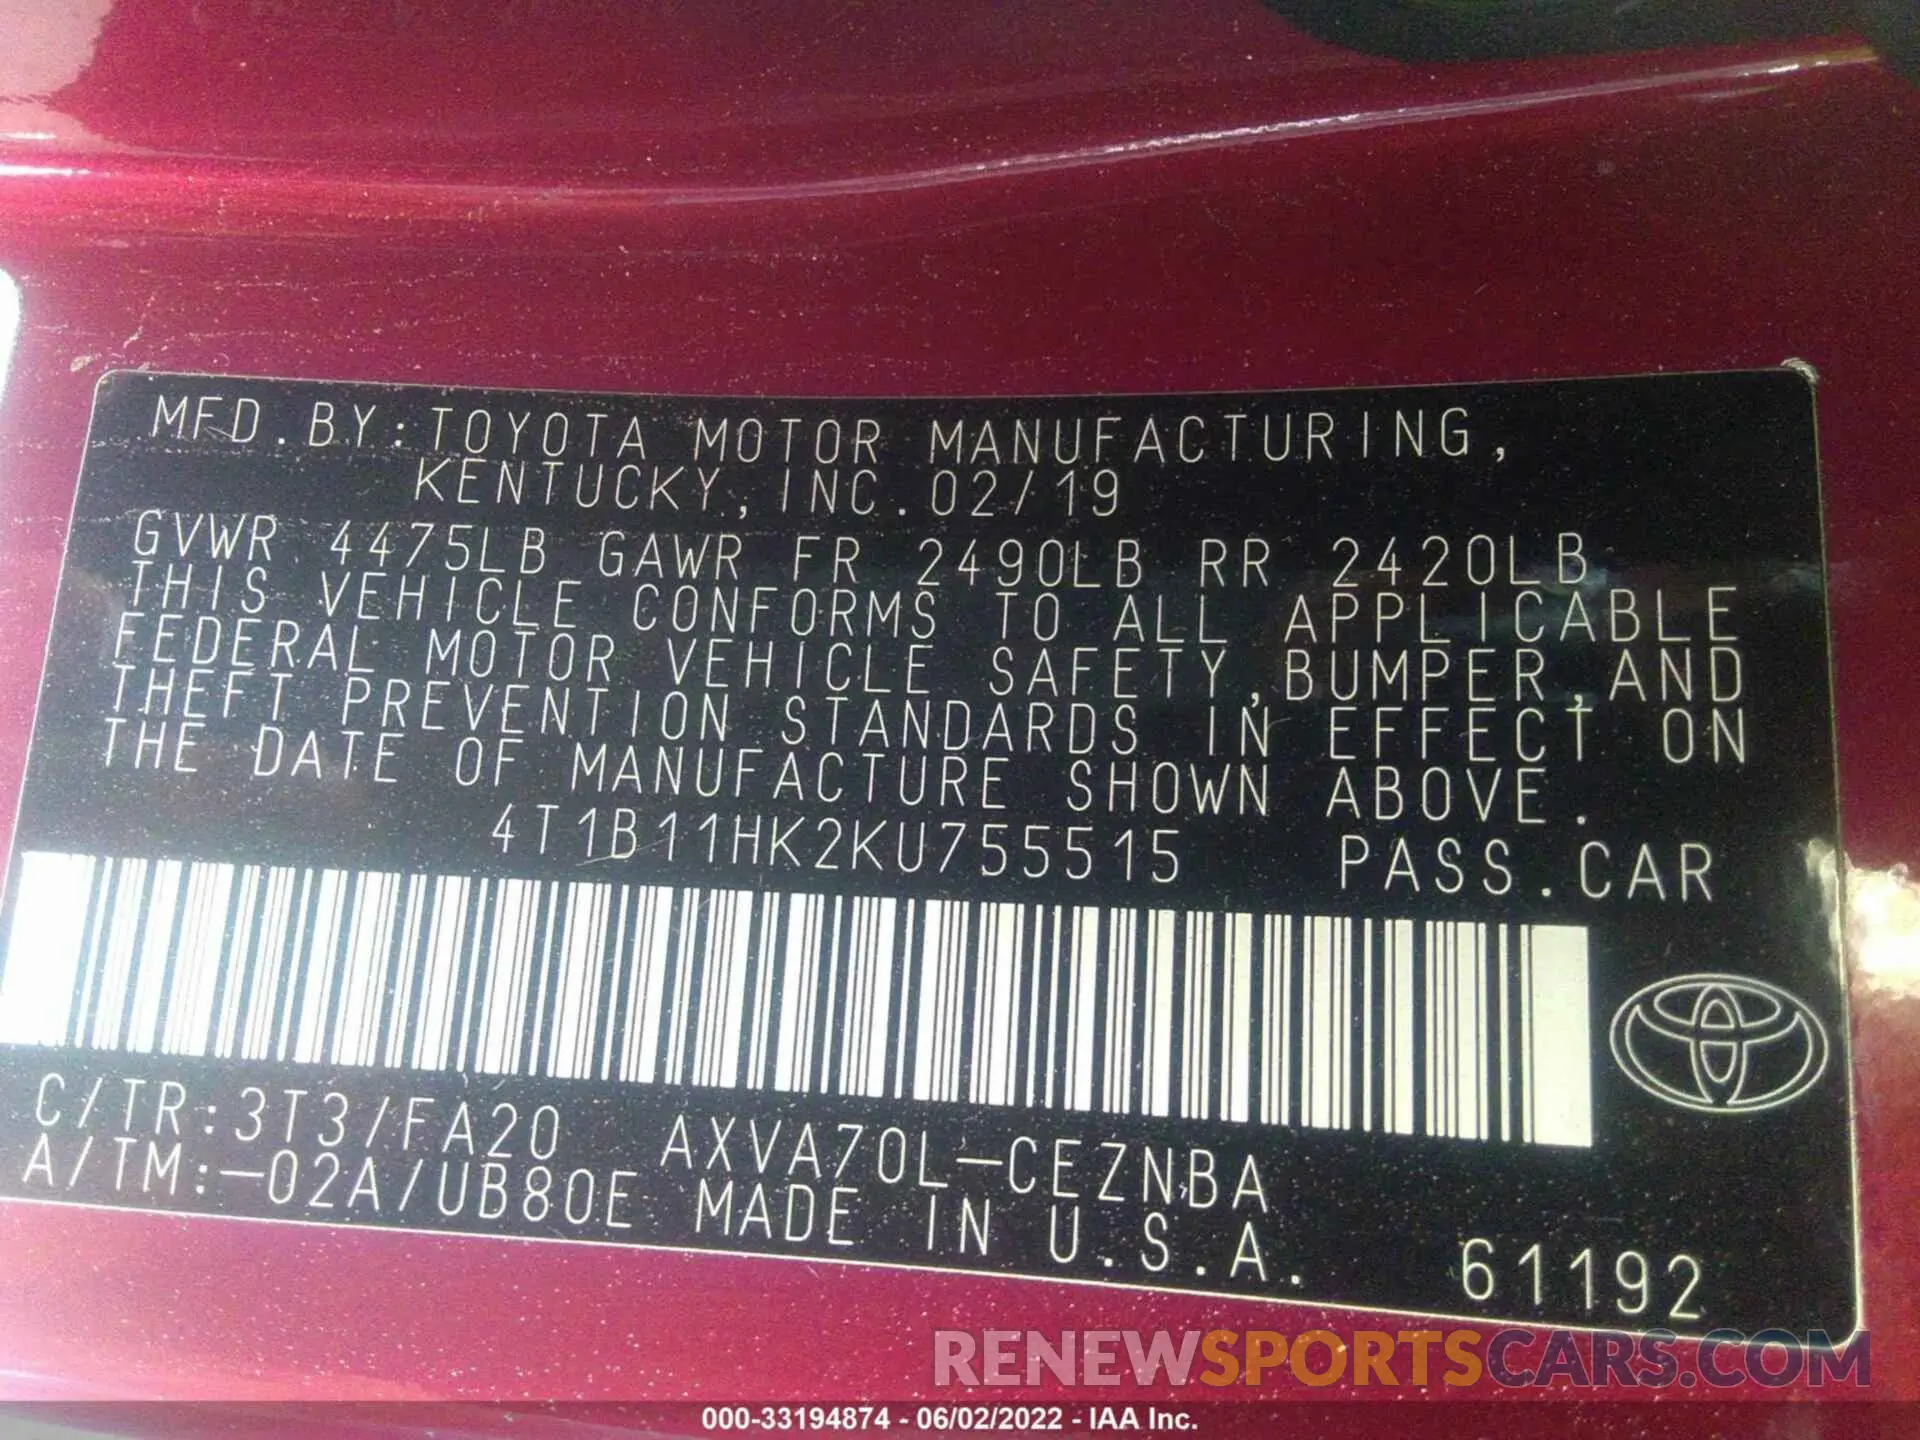 MFD.BY:TOYOTA MOTOR MANUFACTURING,
KENTUCKY,INC.02/19
GVWR 4475LB GAWR FR 2490LB RR 2420LB
THIS VEHICLE CONFORMS TO ALL APPLICABLE
FEDERAL MOTOR VEHICLE SAFETY,BUMPER,AND
THEFT PREVENTION STANDARDS IN EFFECT ON
THE DATE OF MANUFACTURE SHOWN ABOVE.
4T1B11HK2KU755515 PASS.CAR
C/TR:3T3/FA20 AXVA70L-CEZNBA
A/TM:-02A/UB80E MADE IN U.S.A.
61192
RENEWSPORTSCARS.COM
000-33194874 - 06/02/2022 - IAA Inc.